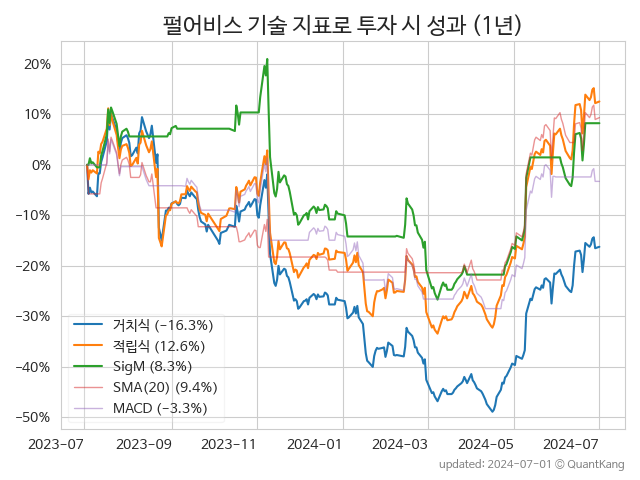 펄어비스 기술 지표로 투자 시 성과 (1년)
20%
10%
0%
−10%
−20%
−30%
−40%
−50%
거치식 (−16.3%)
적립식 (12.6%)
SigM (8.3%)
SMA(20) (9.4%)
MACD (−3.3%)
2023-07 2023-09 2023-11 2024-01 2024-03 2024-05 2024-07
updated: 2024-07-01 © QuantKang